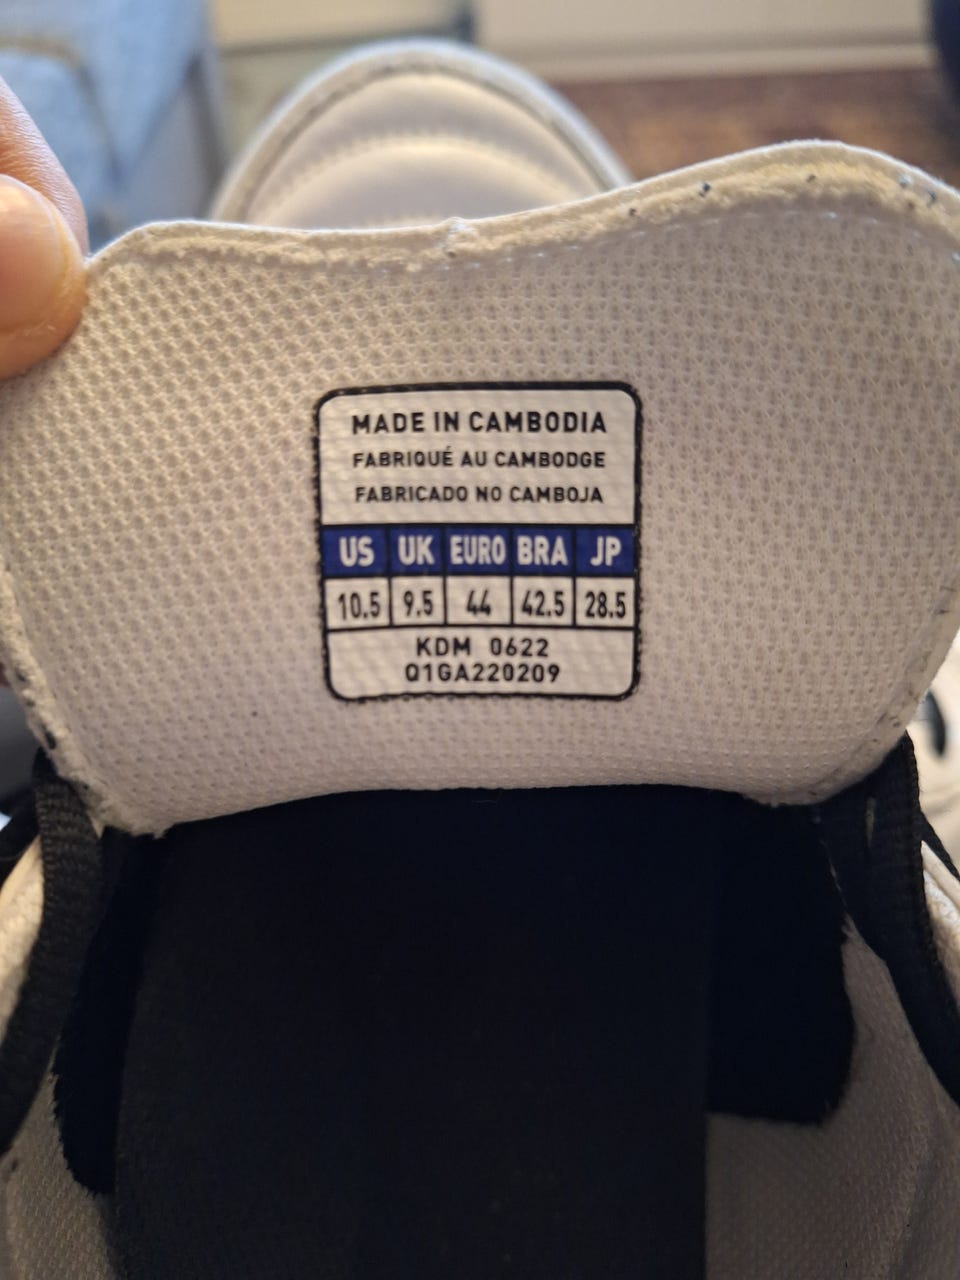 MADE IN CAMBODIA
FABRIQUÉ AU CAMBODGE
FABRICADO NO CAMBOJA
US UK EURO BRA JP
10.5 9.5 44 42.5 28.5
KDM 0622
Q1GA220209